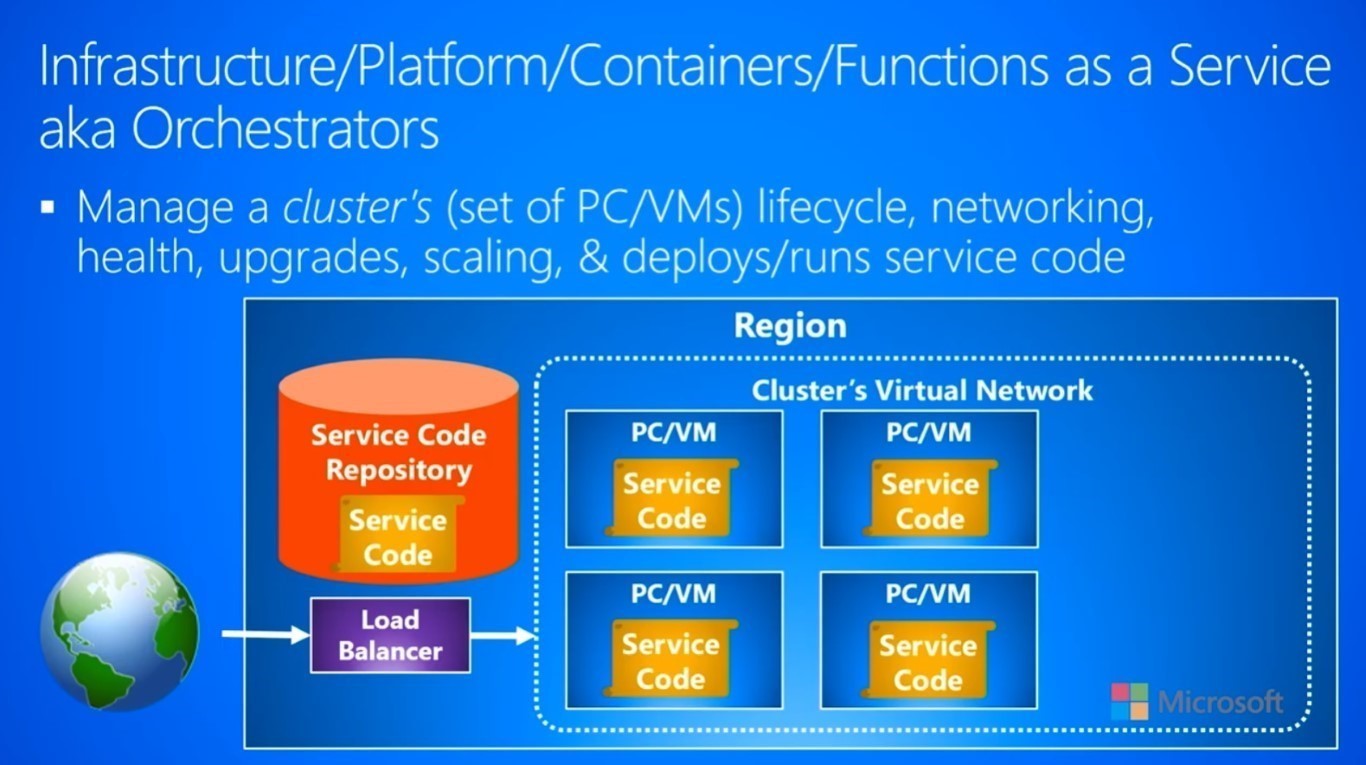 Infrastructure/Platform/Containers/Functions as a Service
aka Orchestrators
▪ Manage a cluster's (set of PC/VMs) lifecycle, networking,
health, upgrades, scaling, & deploys/runs service code
Region
Service Code
Repository
Service
Code
Load
Balancer
Cluster's Virtual Network
PC/VM
Service
Code
PC/VM
Service
Code
PC/VM
Service
Code
PC/VM
Service
Code
Microsoft